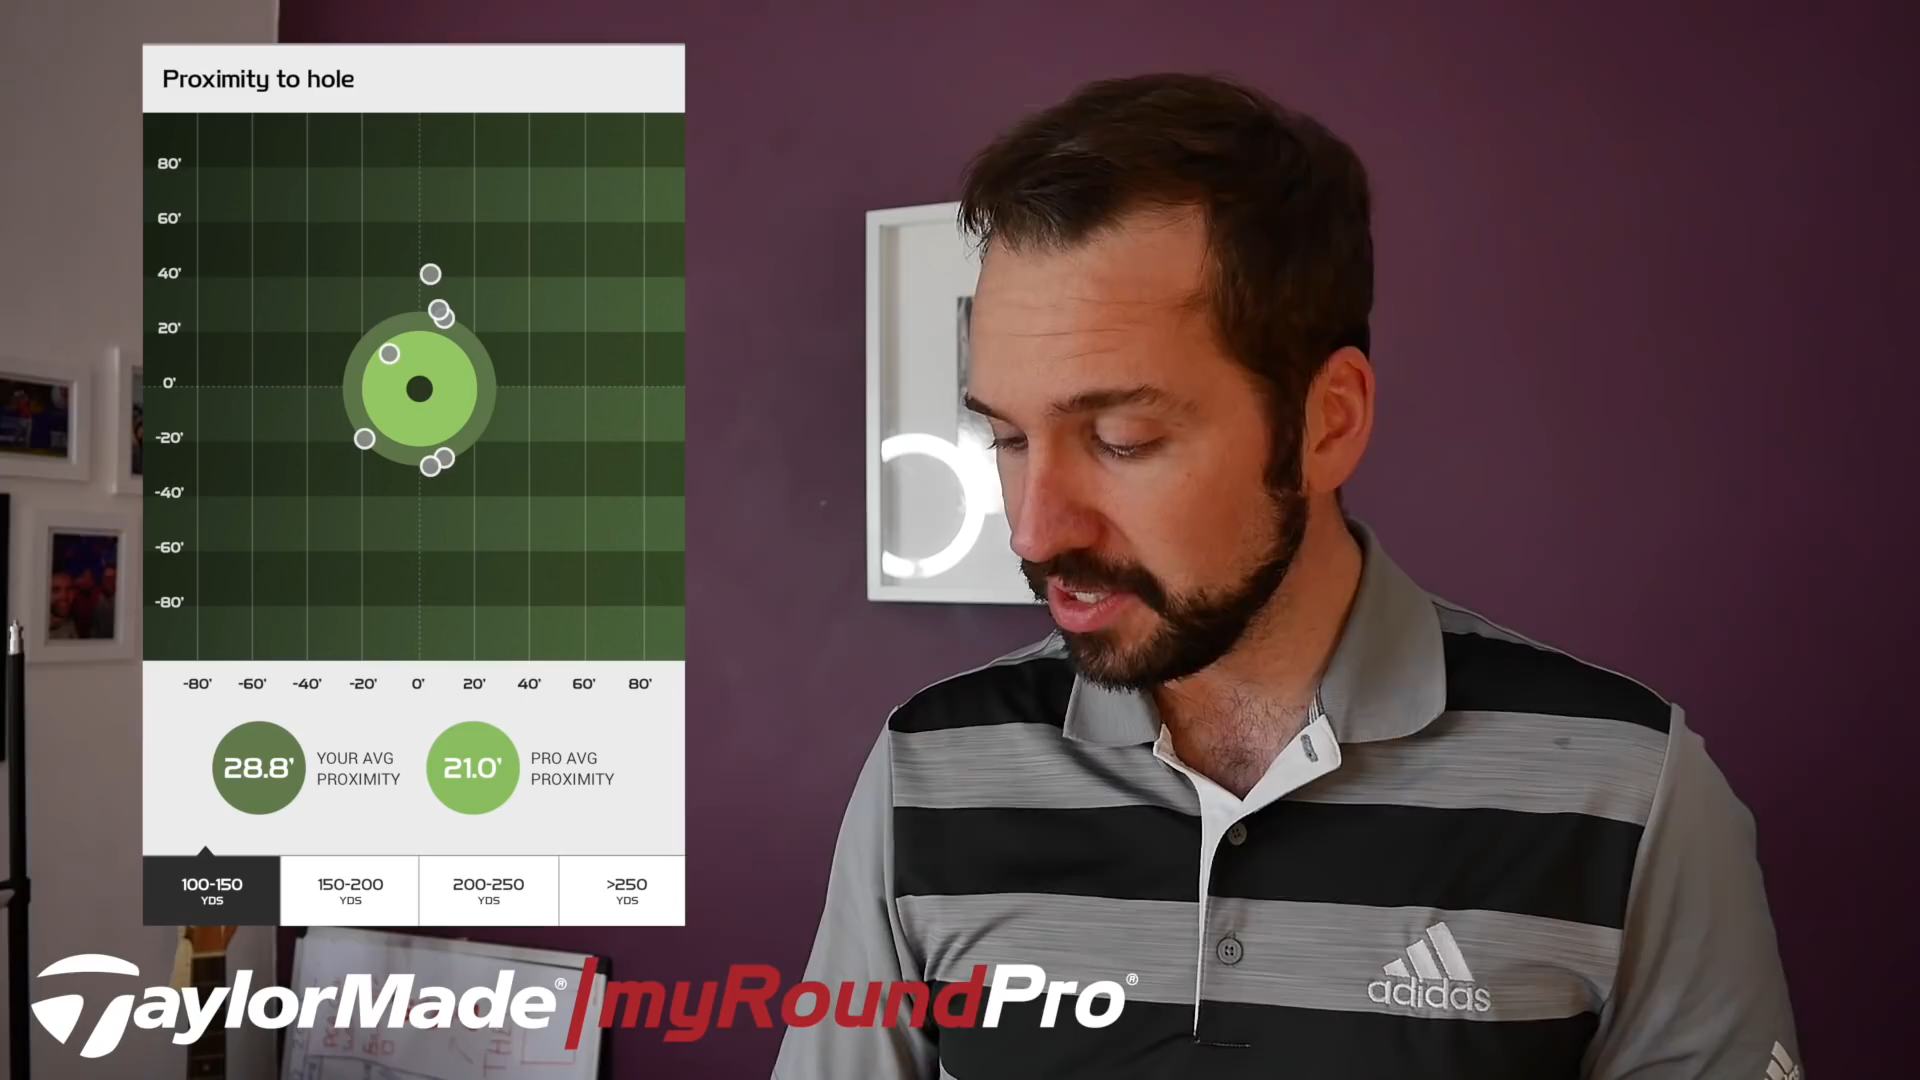 Proximity to hole
80'
60'
40'
20'
0'
-20'
-40'
-60'
-80'
-80' -60' -40' -20' 0' 20' 40' 60' 80'
28.8' YOUR AVG PROXIMITY
21.0' PRO AVG PROXIMITY
100-150 YDS
150-200 YDS
200-250 YDS
>250 YDS
TaylorMade® | myRoundPro®
adidas